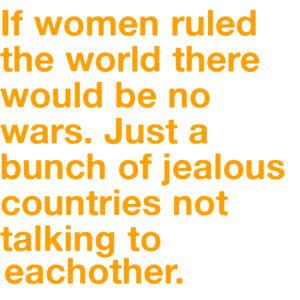 If women ruled
the world there
would be no
wars. Just a
bunch of jealous
countries not
talking to
eachother.